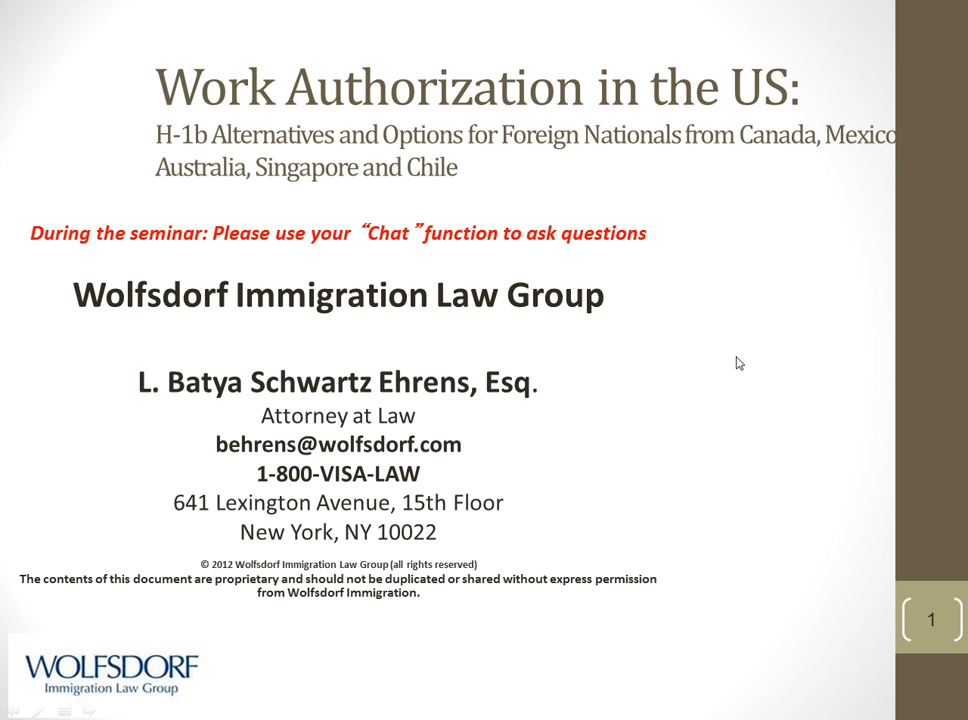 Work Authorization in the US:
H-1b Alternatives and Options for Foreign Nationals from Canada, Mexico
Australia, Singapore and Chile
During the seminar: Please use your “Chat” function to ask questions
Wolfsdorf Immigration Law Group
L. Batya Schwartz Ehrens, Esq.
Attorney at Law
behrens@wolfsdorf.com
1-800-VISA-LAW
641 Lexington Avenue, 15th Floor
New York, NY 10022
© 2012 Wolfsdorf Immigration Law Group (all rights reserved)
The contents of this document are proprietary and should not be duplicated or shared without express permission
from Wolfsdorf Immigration.
1
WOLFSDORF
Immigration Law Group